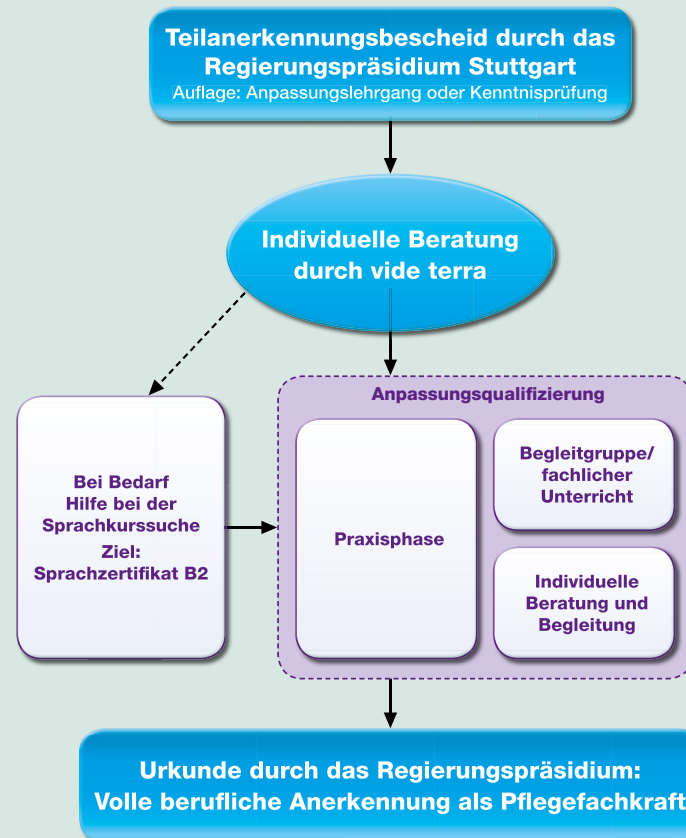 Teilanerkennungsbescheid durch das
Regierungspräsidium Stuttgart
Auflage: Anpassungslehrgang oder Kenntnisprüfung
Individuelle Beratung
durch vide terra
Bei Bedarf
Hilfe bei der
Sprachkurssuche
Ziel:
Sprachzertifikat B2
Anpassungsqualifizierung
Praxisphase
Begleitgruppe/
fachlicher
Unterricht
Individuelle
Beratung und
Begleitung
Urkunde durch das Regierungspräsidium:
Volle berufliche Anerkennung als Pflegefachkraft